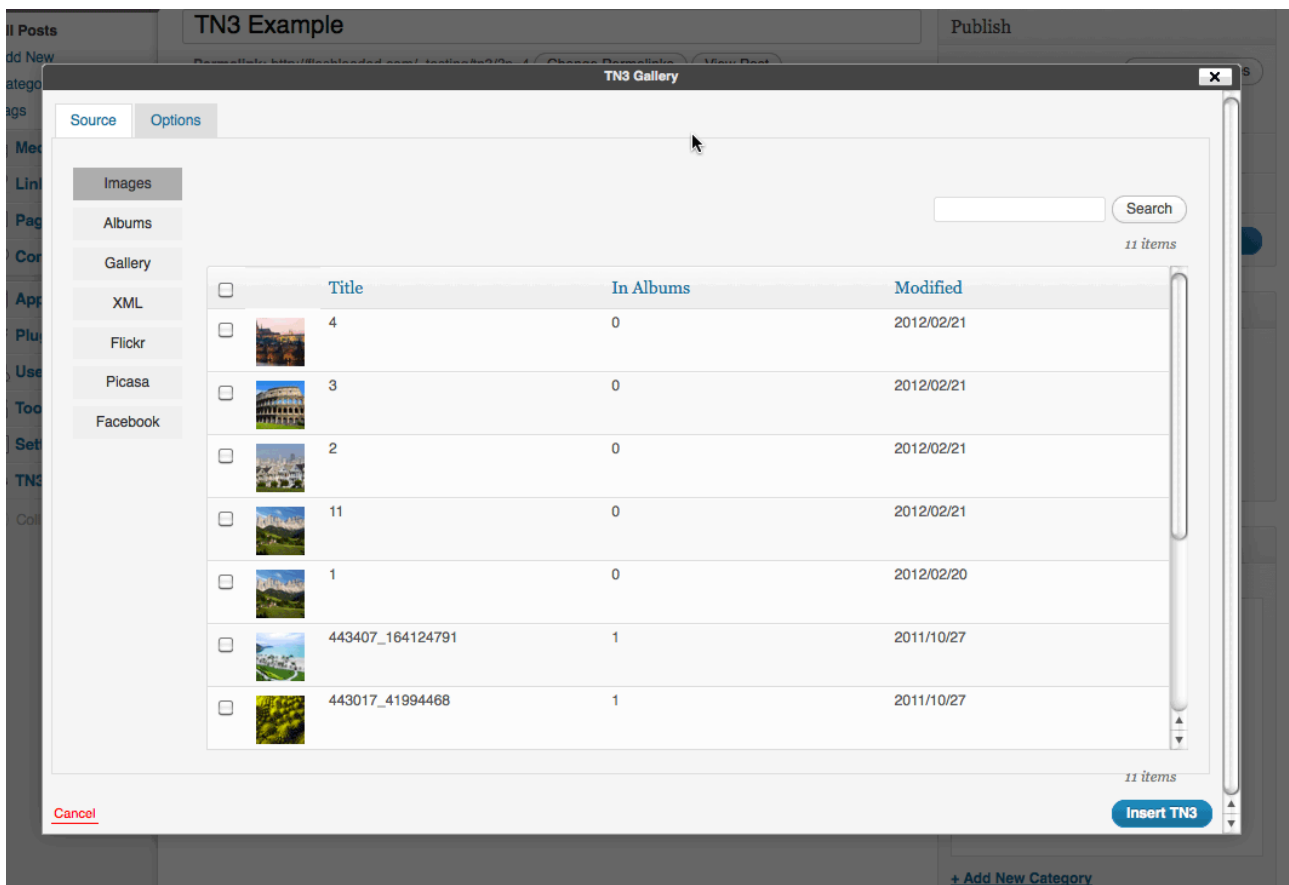 ll Posts
TN3 Example
Publish
dd New
TN3 Gallery
Source Options
Images
Search
Albums
11 items
Gallery
Title In Albums Modified
XML
4 0 2012/02/21
Flickr
Picasa
3 0 2012/02/21
Facebook
2 0 2012/02/21
11 0 2012/02/21
1 0 2012/02/20
443407_164124791 1 2011/10/27
443017_41994468 1 2011/10/27
11 items
Cancel
Insert TN3
+ Add New Category